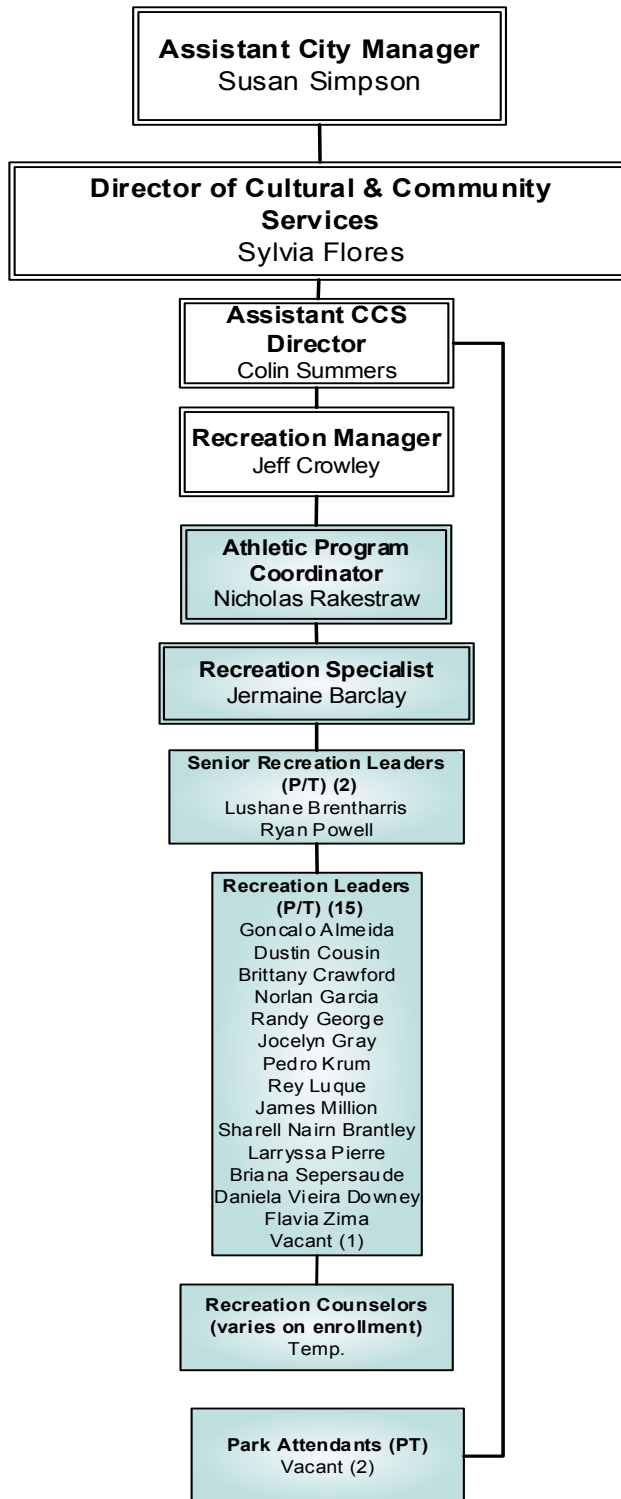 Assistant City Manager
Susan Simpson
Director of Cultural & Community
Services
Sylvia Flores
Assistant CCS
Director
Colin Summers
Recreation Manager
Jeff Crowley
Athletic Program
Coordinator
Nicholas Rakestraw
Recreation Specialist
Jermaine Barclay
Senior Recreation Leaders
(P/T) (2)
Lushane Brentharris
Ryan Powell
Recreation Leaders
(P/T) (15)
Goncalo Almeida
Dustin Cousin
Brittany Crawford
Norlan Garcia
Randy George
Jocelyn Gray
Pedro Krum
Rey Luque
James Million
Sharell Nairn Brantley
Larryssa Pierre
Briana Sepersaude
Daniela Vieira Downey
Flavia Zima
Vacant (1)
Recreation Counselors
(varies on enrollment)
Temp.
Park Attendants (PT)
Vacant (2)